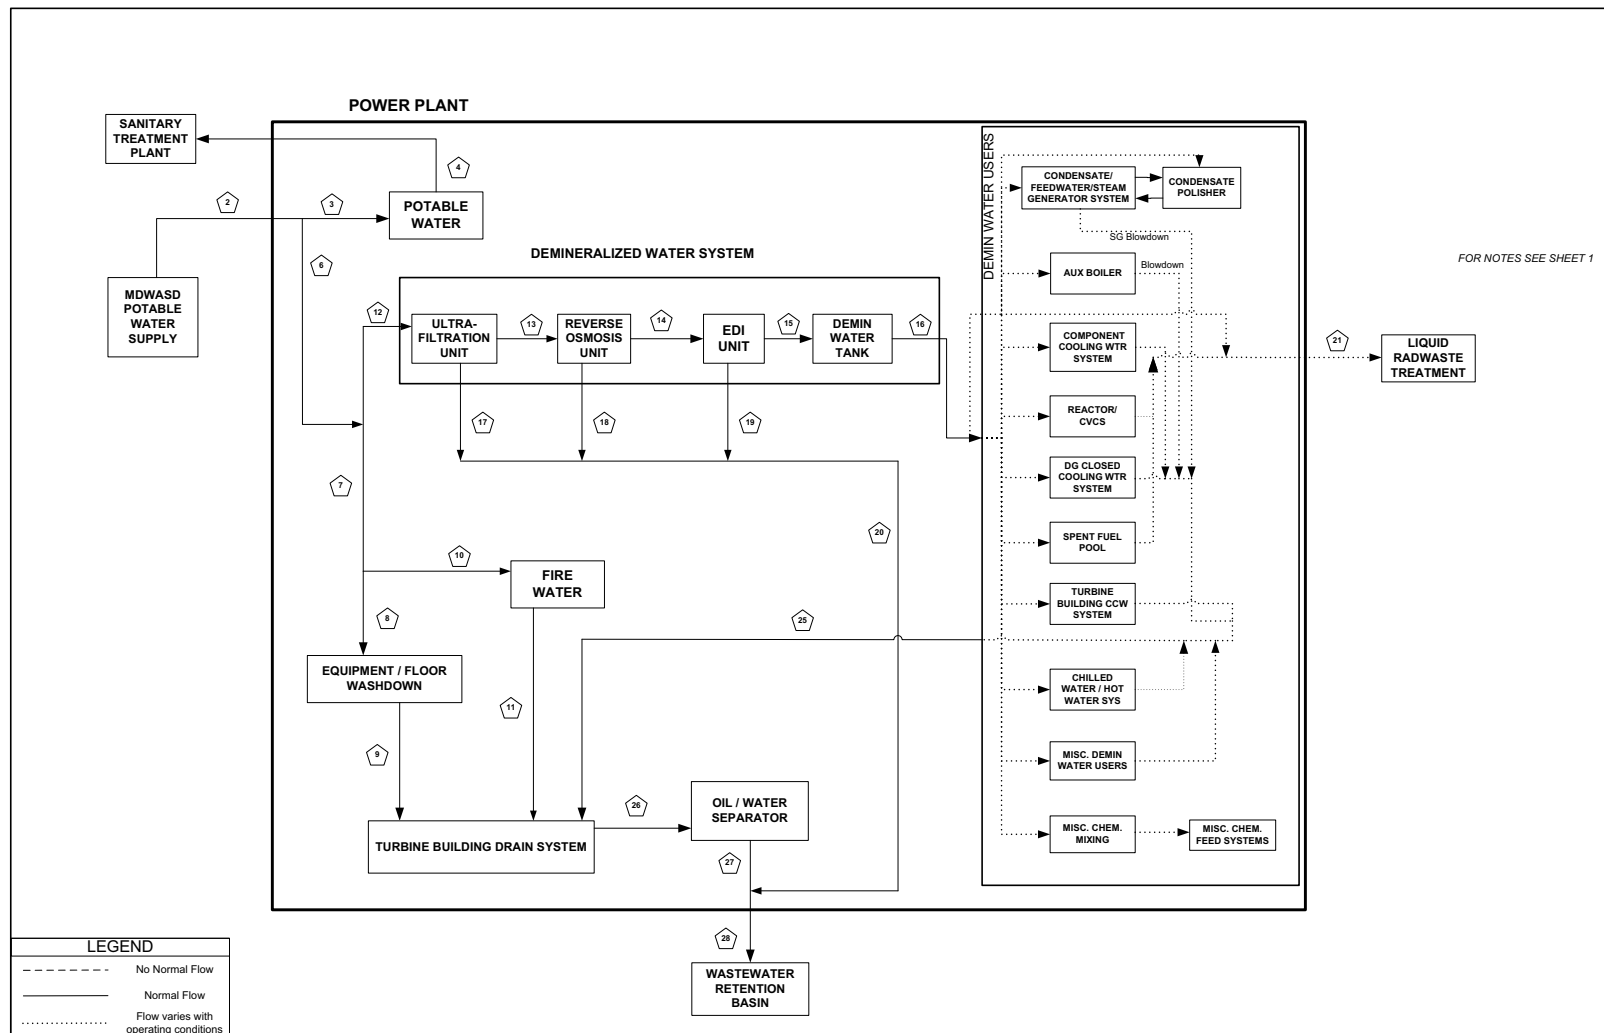 POWER PLANT
SANITARY
TREATMENT
PLANT
4
2
3
POTABLE
WATER
6
MDWASD
POTABLE
WATER
SUPPLY
DEMINERALIZED WATER SYSTEM
12
ULTRA-
FILTRATION
UNIT
13
REVERSE
OSMOSIS
UNIT
14
EDI
UNIT
15
DEMIN
WATER
TANK
16
17
18
19
7
20
10
FIRE
WATER
8
25
EQUIPMENT / FLOOR
WASHDOWN
11
9
26
OIL / WATER
SEPARATOR
TURBINE BUILDING DRAIN SYSTEM
27
28
WASTEWATER
RETENTION
BASIN
DEMIN WATER USERS
CONDENSATE/
FEEDWATER/STEAM
GENERATOR SYSTEM
CONDENSATE
POLISHER
SG Blowdown
AUX BOILER
Blowdown
COMPONENT
COOLING WTR
SYSTEM
REACTOR/
CVCS
DG CLOSED
COOLING WTR
SYSTEM
SPENT FUEL
POOL
TURBINE
BUILDING CCW
SYSTEM
CHILLED
WATER / HOT
WATER SYS
MISC. DEMIN
WATER USERS
MISC. CHEM.
MIXING
MISC. CHEM.
FEED SYSTEMS
FOR NOTES SEE SHEET 1
21
LIQUID
RADWASTE
TREATMENT
LEGEND
No Normal Flow
Normal Flow
Flow varies with
operating conditions